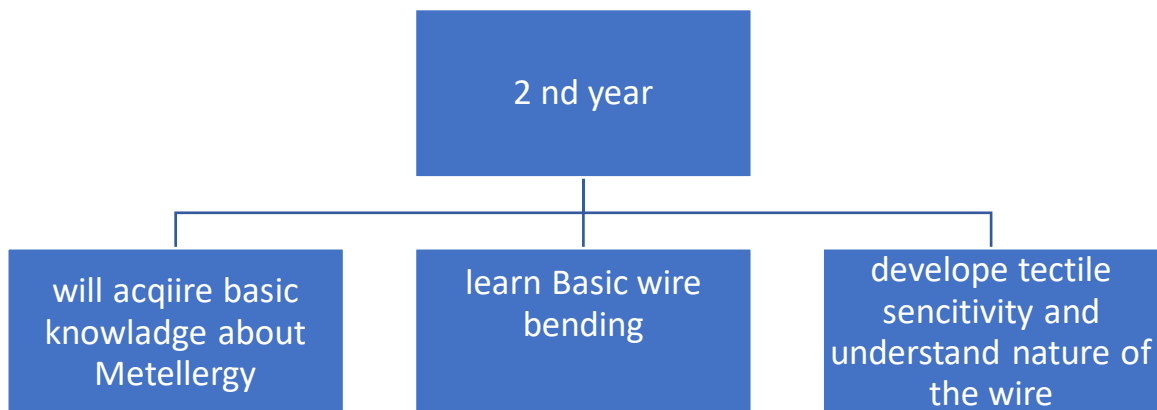 2 nd year
will acqiire basic
knowladge about
Metellergy
learn Basic wire
bending
develope tectile
sencitivity and
understand nature of
the wire